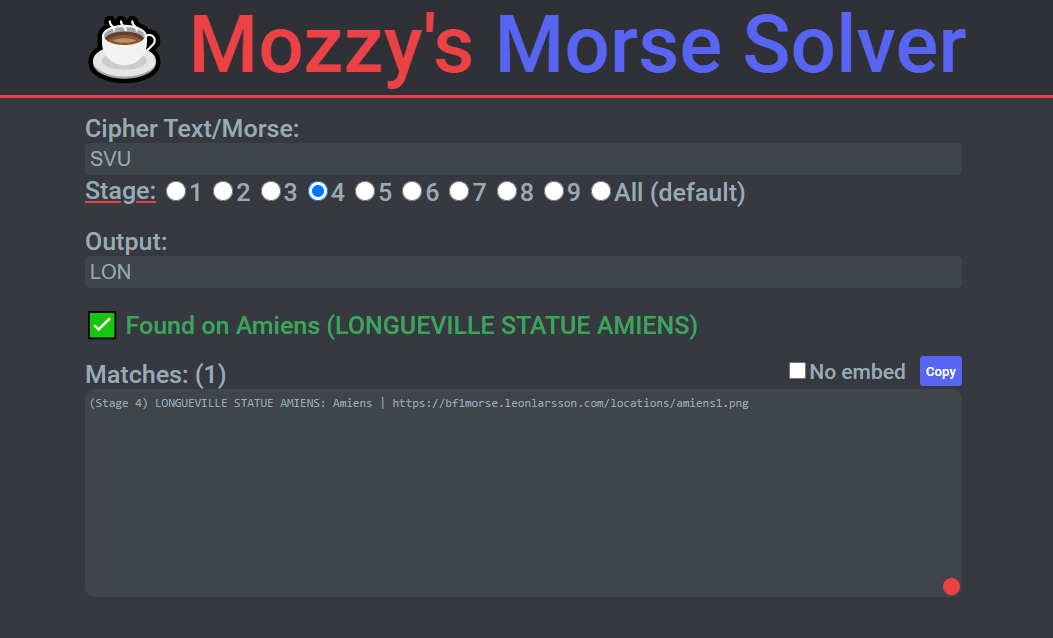 Mozzy's Morse Solver
Cipher Text/Morse:
SVU
Stage: 1 2 3 4 5 6 7 8 9 All (default)
Output:
LON
Found on Amiens (LONGUEVILLE STATUE AMIENS)
Matches: (1)
No embed Copy
(Stage 4) LONGUEVILLE STATUE AMIENS: Amiens | https://bf1morse.leonlarsson.com/locations/amiens1.png